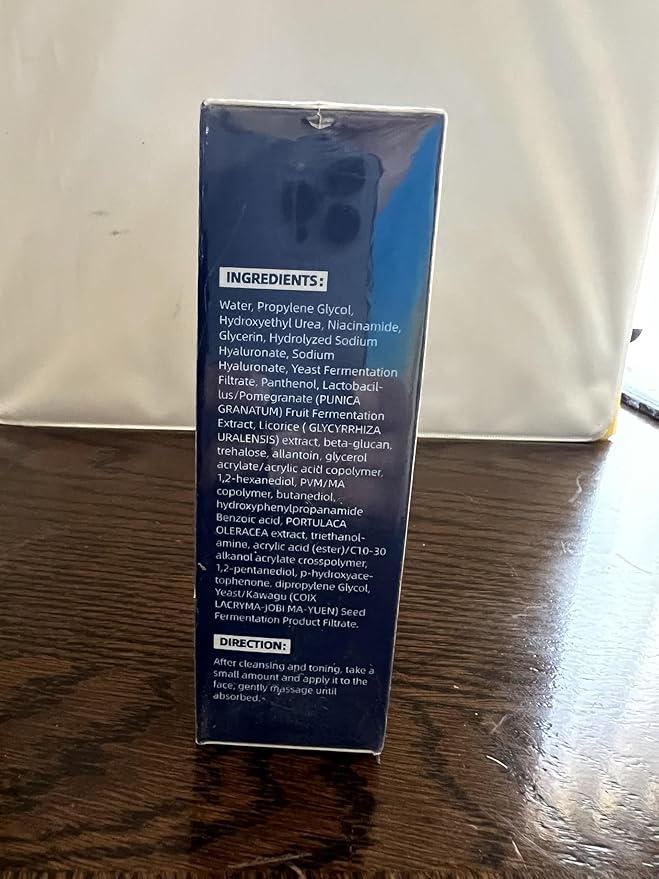 INGREDIENTS:
Water, Propylene Glycol,
Hydroxyethyl Urea, Niacinamide,
Glycerin, Hydrolyzed Sodium
Hyaluronate, Sodium
Hyaluronate, Yeast Fermentation
Filtrate, Panthenol, Lactobacil-
lus/Pomegranate (PUNICA
GRANATUM) Fruit Fermentation
Extract, Licorice ( GLYCYRRHIZA
URALENSIS) extract, beta-glucan,
trehalose, allantoin, glycerol
acrylate/acrylic acid copolymer,
1,2-hexanediol, PVM/MA
copolymer, butanediol,
hydroxyphenylpropanamide
Benzoic acid, PORTULACA
OLERACEA extract, triethanol-
amine, acrylic acid (ester)/C10-30
alkanol acrylate crosspolymer,
1,2-pentanediol, p-hydroxyace-
tophenone, dipropylene Glycol,
Yeast/Kawagu (COIX
LACRYMA-JOBI MA-YUEN) Seed
Fermentation Product Filtrate.
DIRECTION:
After cleansing and toning, take a
small amount and apply it to the
face, gently massage until
absorbed.